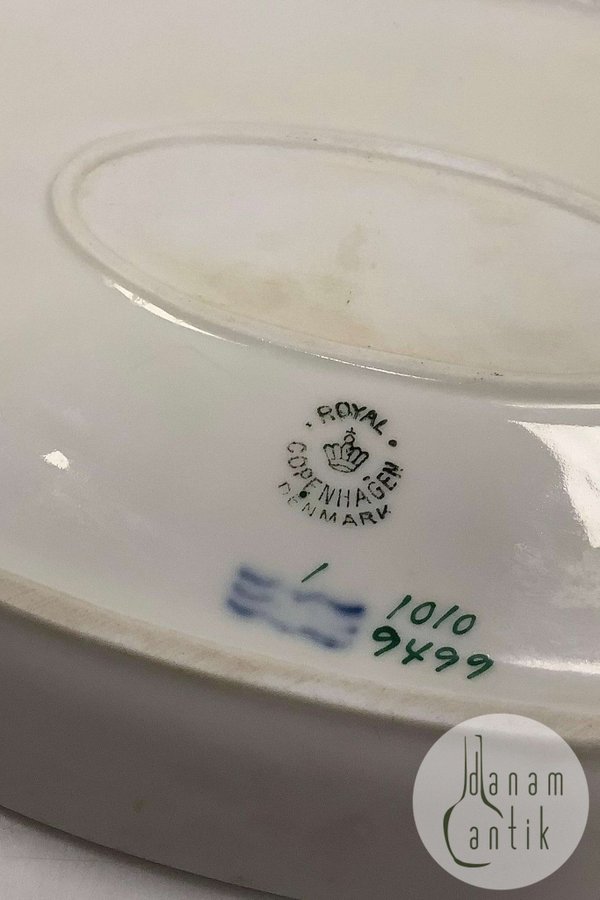 ROYAL
COPENHAGEN
DENMARK
1
1010
9499
danam
antik